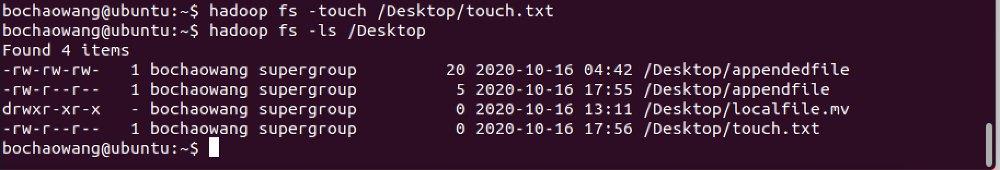 bochaowang@ubuntu:~$ hadoop fs -touch /Desktop/touch.txt
bochaowang@ubuntu:~$ hadoop fs -ls /Desktop
Found 4 items
-rw-rw-rw-   1 bochaowang supergroup         20 2020-10-16 04:42 /Desktop/appendedfile
-rw-r--r--   1 bochaowang supergroup          5 2020-10-16 17:55 /Desktop/appendfile
drwxr-xr-x   - bochaowang supergroup          0 2020-10-16 13:11 /Desktop/localfile.mv
-rw-r--r--   1 bochaowang supergroup          0 2020-10-16 17:56 /Desktop/touch.txt
bochaowang@ubuntu:~$